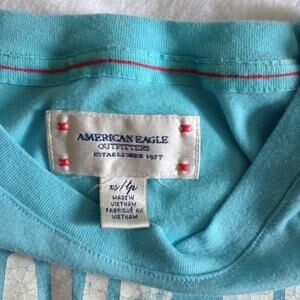 AMERICAN EAGLE
OUTFITTERS
ESTABLISHED 1977
XS/TP
MADE IN
VIETNAM
FABRIQUÉ AU
VIETNAM